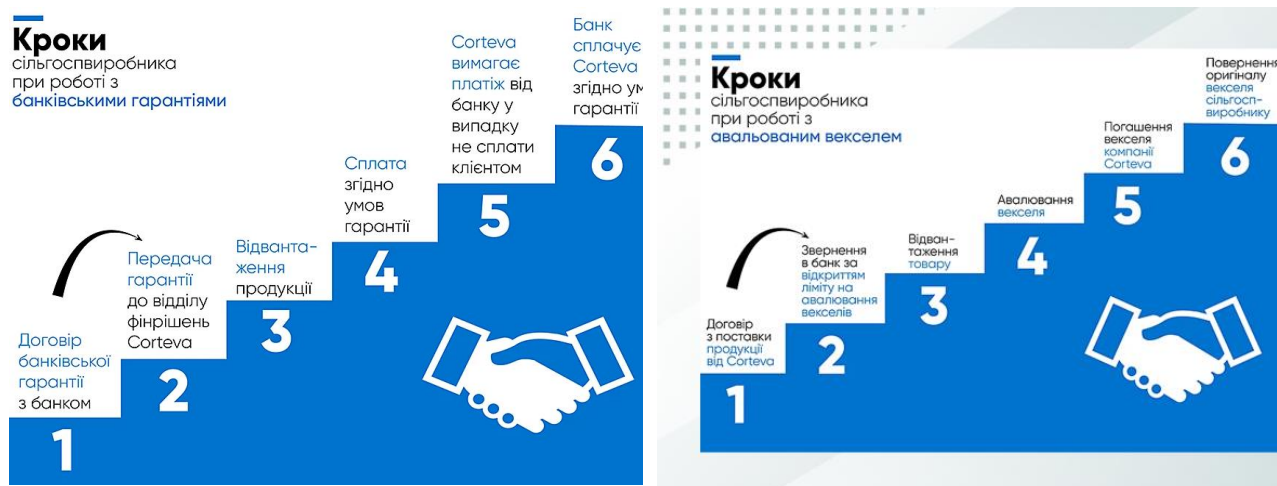 Кроки
сільгоспвиробника
при роботі з
банківськими гарантіями
Договір
банківської
гарантії
з банком
1
Передача
гарантії
до відділу
фінрішень
Corteva
2
Відванта-
ження
продукції
3
Сплата
згідно
умов
гарантії
4
Corteva
вимагає
платіж від
банку у
випадку
не сплати
клієнтом
5
Банк
сплачує
Corteva
згідно ум
гарантії
6
Кроки
сільгоспвиробника
при роботі з
авальованим векселем
Договір
з поставки
продукції
від Corteva
1
Звернення
в банк за
відкриттям
ліміту на
авалювання
векселів
2
Відван-
таження
товару
3
Авалювання
векселя
4
Погашення
векселя
компанії
Corteva
5
Повернення
оригіналу
векселя
сільгосп-
виробнику
6